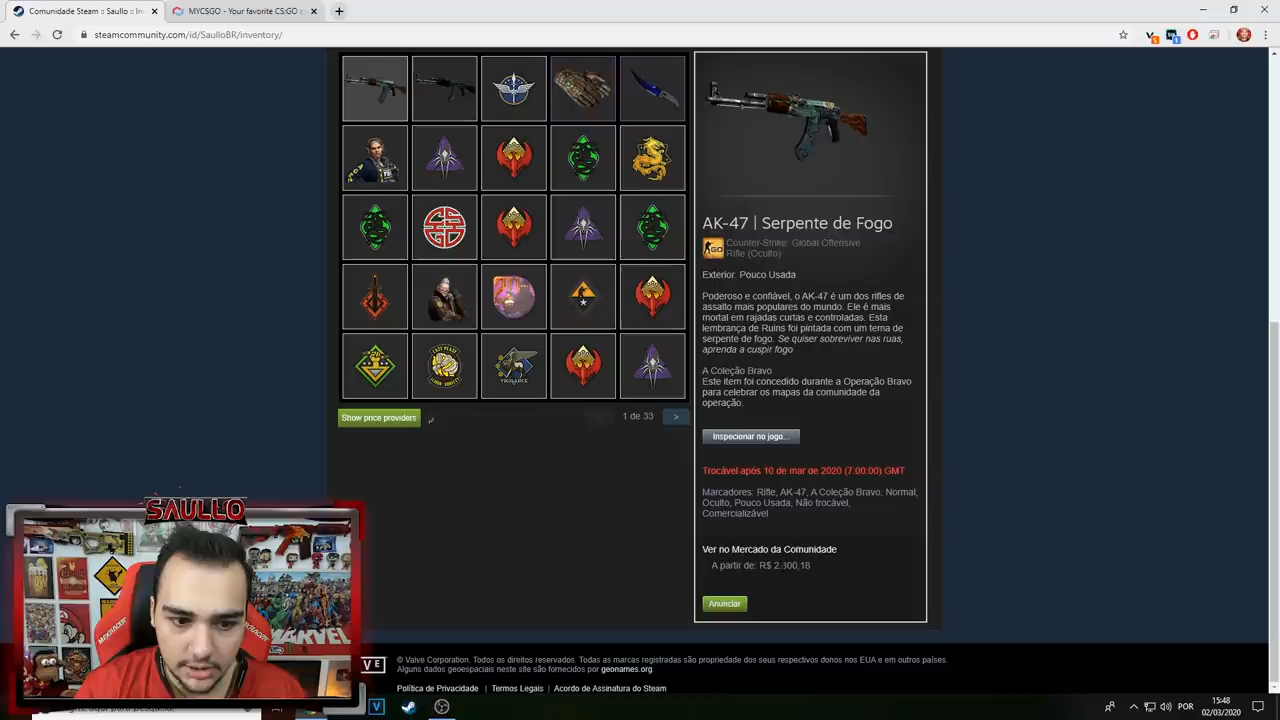 Comunidade Steam :: Saullo :: In
MYCSGO - Your favorite CS:GO c
steamcommunity.com/id/SaulloBR/inventory/
AK-47 | Serpente de Fogo
Counter-Strike: Global Offensive
Rifle (Oculto)
Exterior: Pouco Usada
Poderoso e confiável, o AK-47 é um dos rifles de
assalto mais populares do mundo. Ele é mais
mortal em rajadas curtas e controladas. Esta
lembrança de Ruins foi pintada com um tema de
serpente de fogo. Se quiser sobreviver nas ruas,
aprenda a cuspir fogo
A Coleção Bravo
Este item foi concedido durante a Operação Bravo
para celebrar os mapas da comunidade da
operação.
Show price providers
1 de 33
>
Inspecionar no jogo...
Trocável após 10 de mar de 2020 (7:00:00) GMT
Marcadores: Rifle, AK-47, A Coleção Bravo, Normal,
Oculto, Pouco Usada, Não trocável,
Comercializável
Ver no Mercado da Comunidade
A partir de: R$ 2.300,18
Anunciar
SAULLO
MAXRACER
MARVEL
VIGILANCE
© Valve Corporation. Todos os direitos reservados. Todas as marcas registradas são propriedade dos seus respectivos donos nos EUA e em outros países.
Alguns dados geoespaciais neste site são fornecidos por geonames.org.
Política de Privacidade | Termos Legais | Acordo de Assinatura do Steam
POR
15:48
02/03/2020